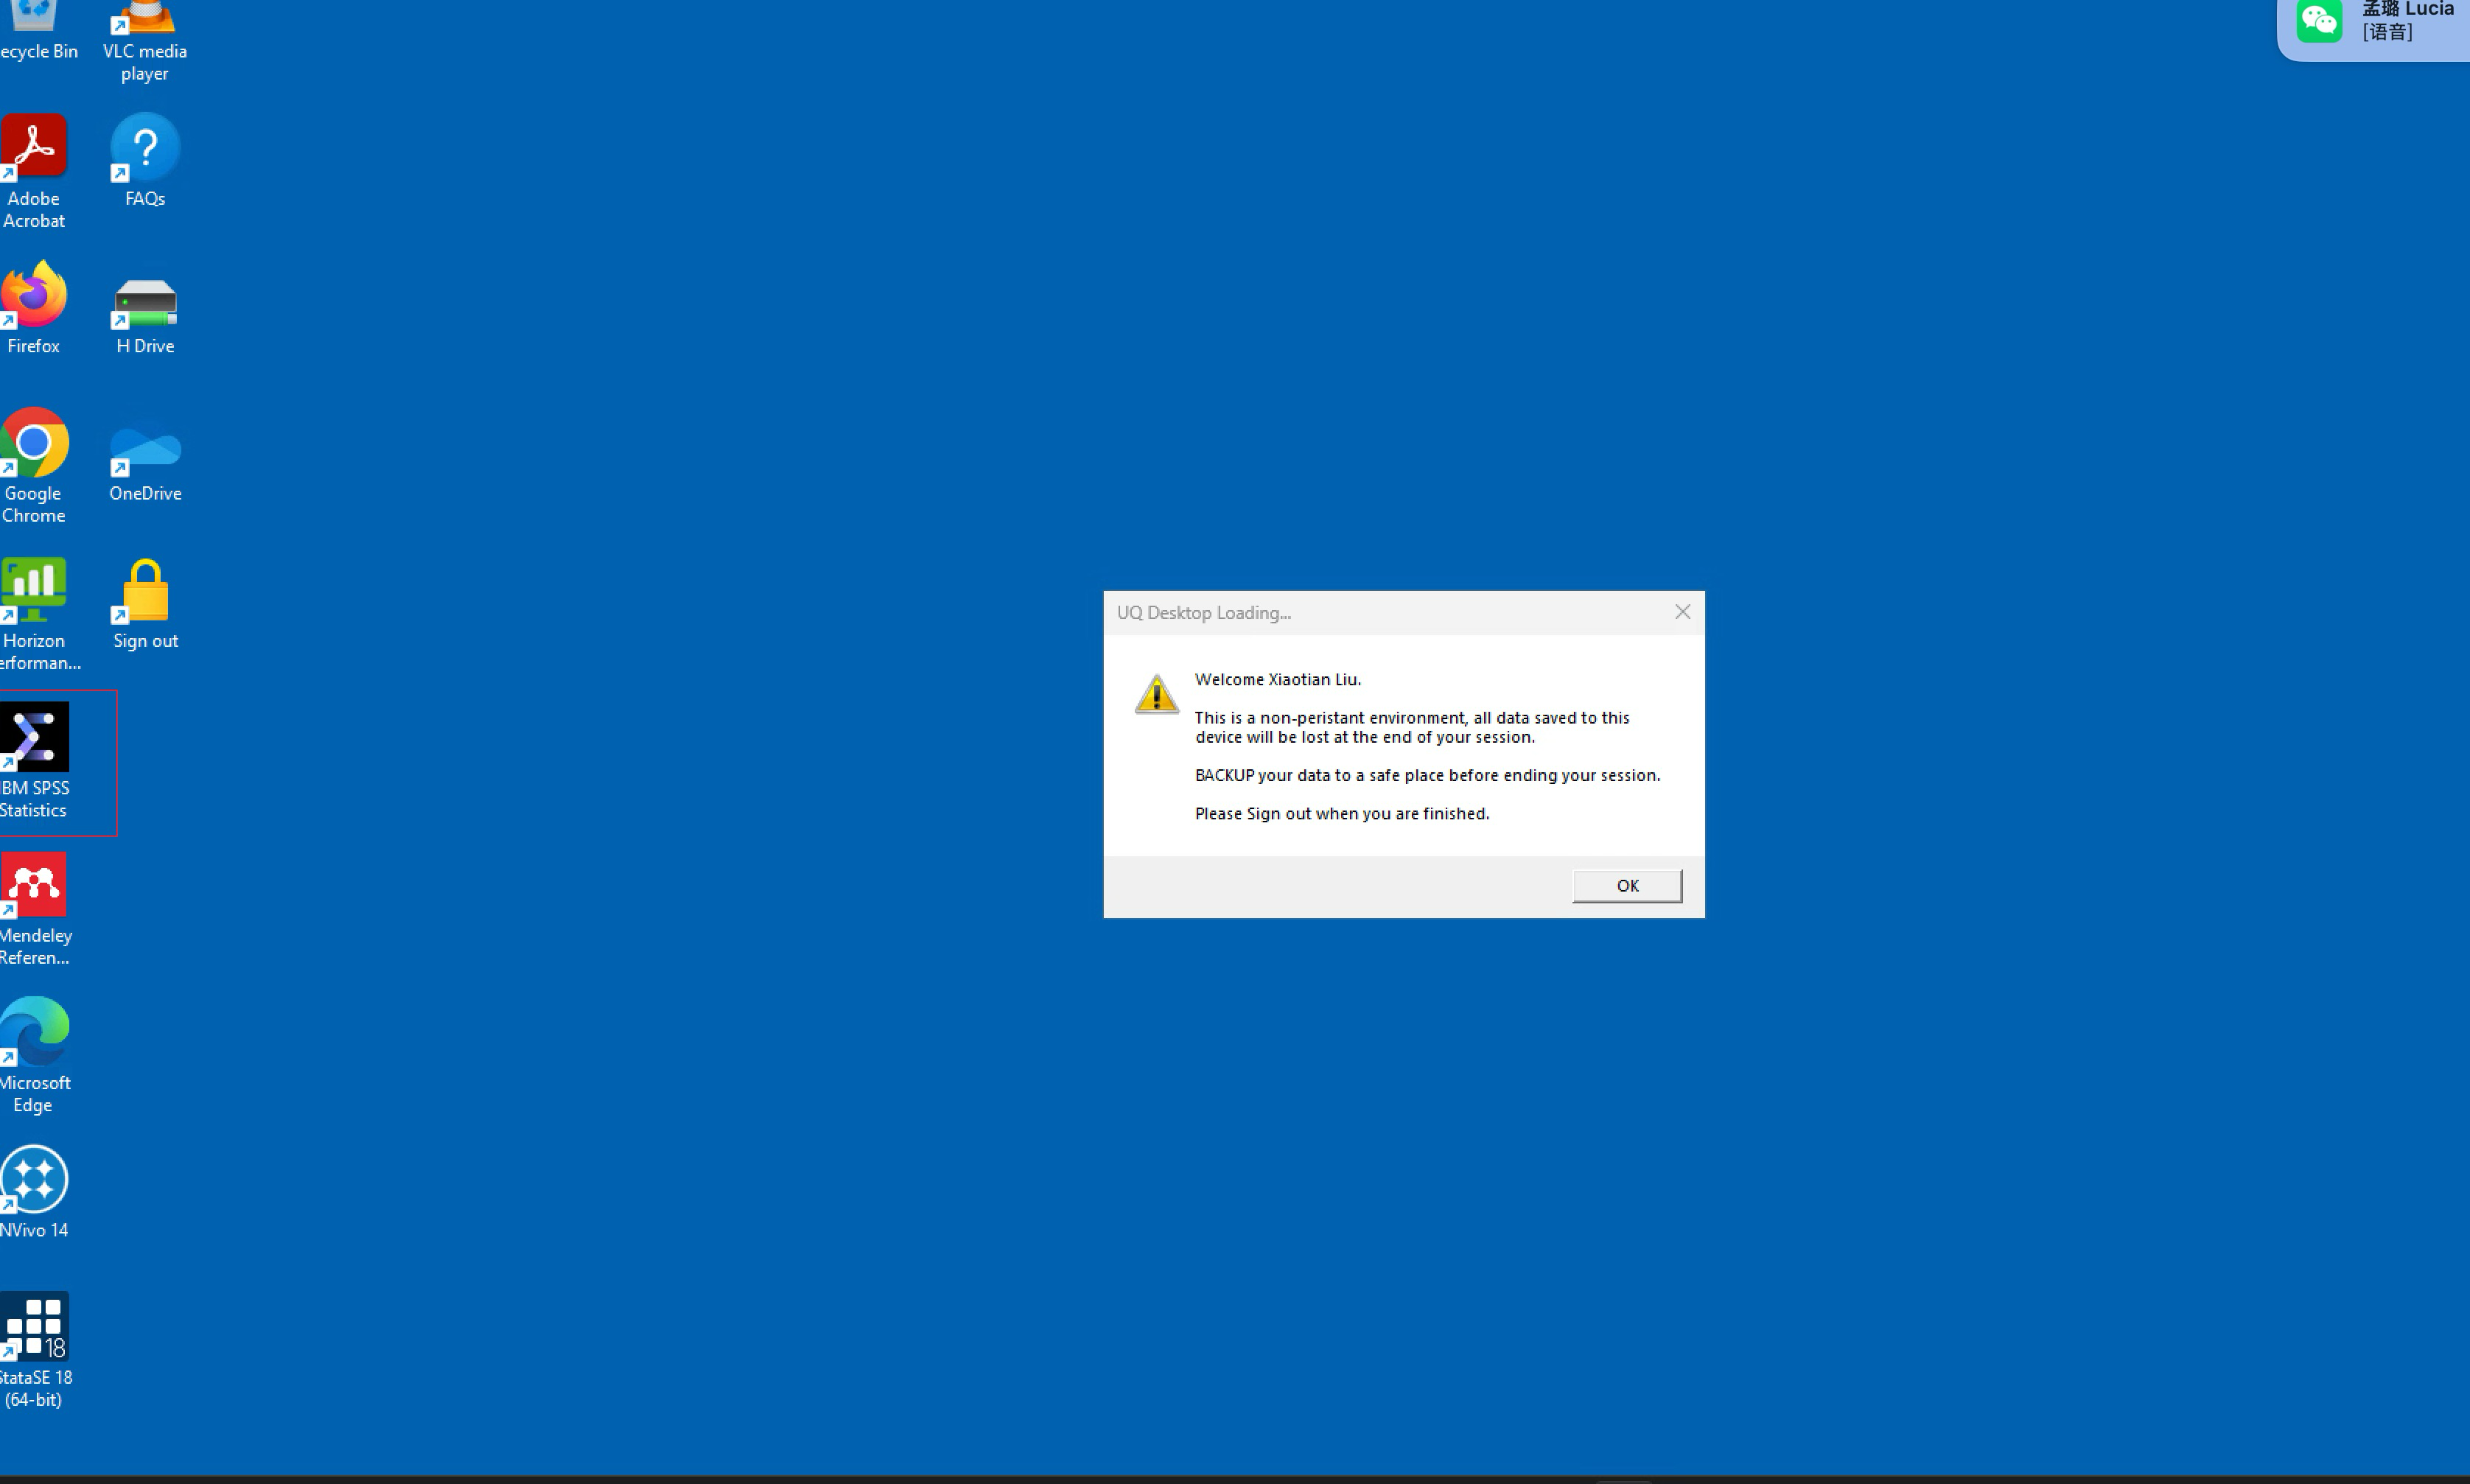 ecycle Bin
VLC media
player
Adobe
Acrobat
FAQs
Firefox
H Drive
Google
Chrome
OneDrive
Horizon
erforman...
Sign out
IBM SPSS
Statistics
Mendeley
Referen...
Microsoft
Edge
NVivo 14
18
StataSE 18
(64-bit)
UQ Desktop Loading...
Welcome Xiaotian Liu.
This is a non-peristant environment, all data saved to this
device will be lost at the end of your session.
BACKUP your data to a safe place before ending your session.
Please Sign out when you are finished.
OK
孟璐 Lucia
[语音]